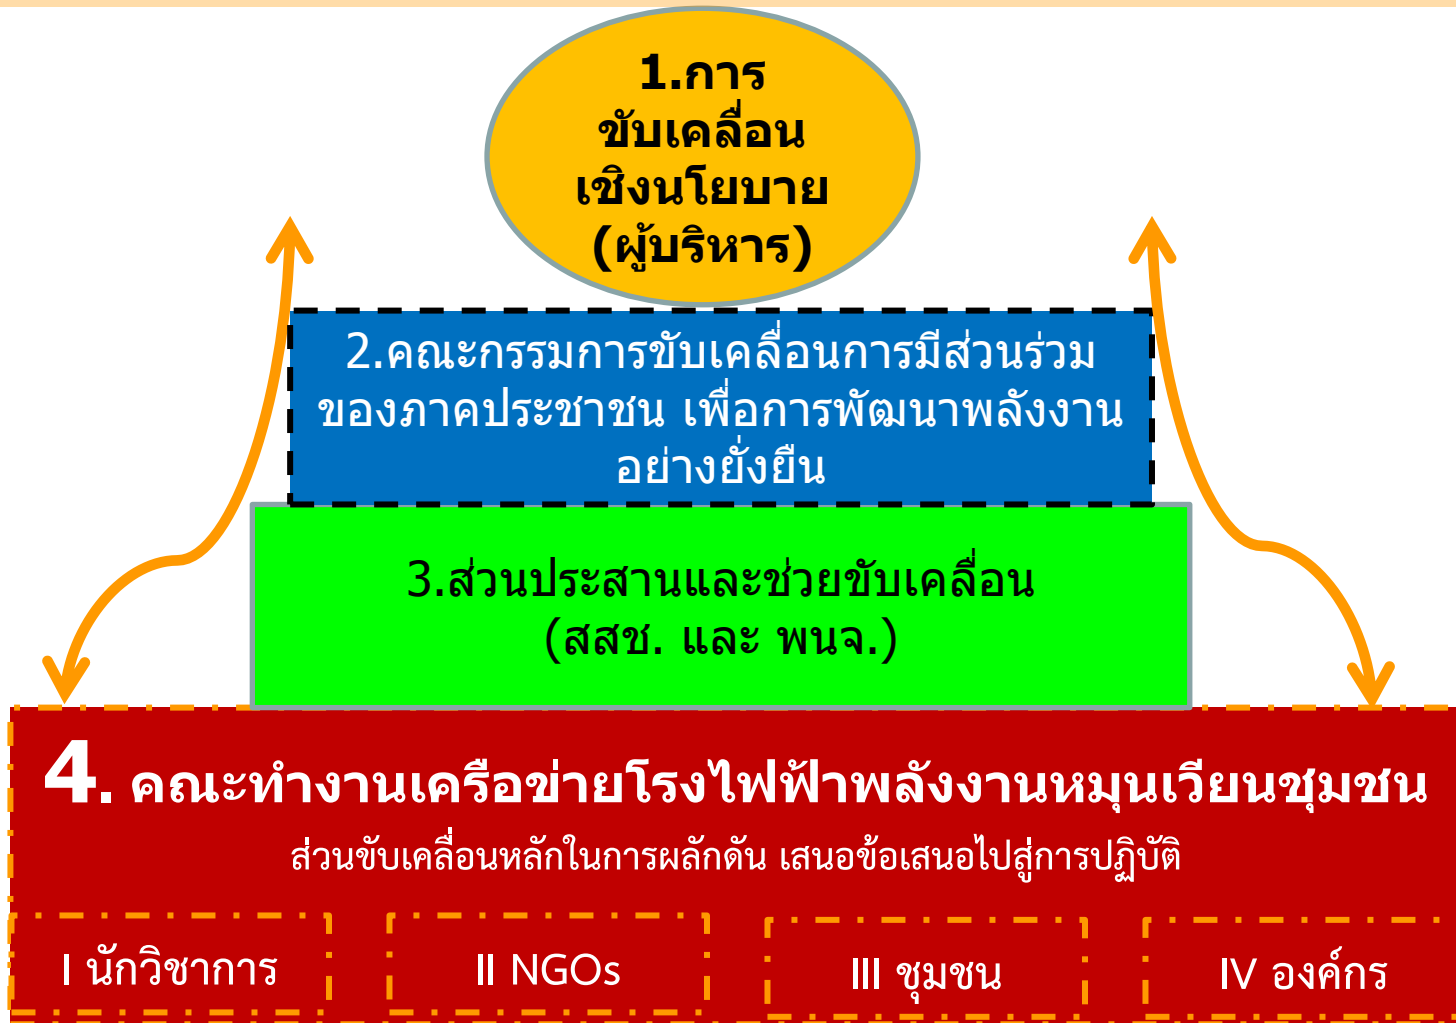 1.การ
ขับเคลื่อน
เชิงนโยบาย
(ผู้บริหาร)
2.คณะกรรมการขับเคลื่อนการมีส่วนร่วม
ของภาคประชาชน เพื่อการพัฒนาพลังงาน
อย่างยั่งยืน
3.ส่วนประสานและช่วยขับเคลื่อน
(สสช. และ พนจ.)
4. คณะทำงานเครือข่ายโรงไฟฟ้าพลังงานหมุนเวียนชุมชน
ส่วนขับเคลื่อนหลักในการผลักดัน เสนอข้อเสนอไปสู่การปฏิบัติ
I นักวิชาการ
II NGOs
III ชุมชน
IV องค์กร